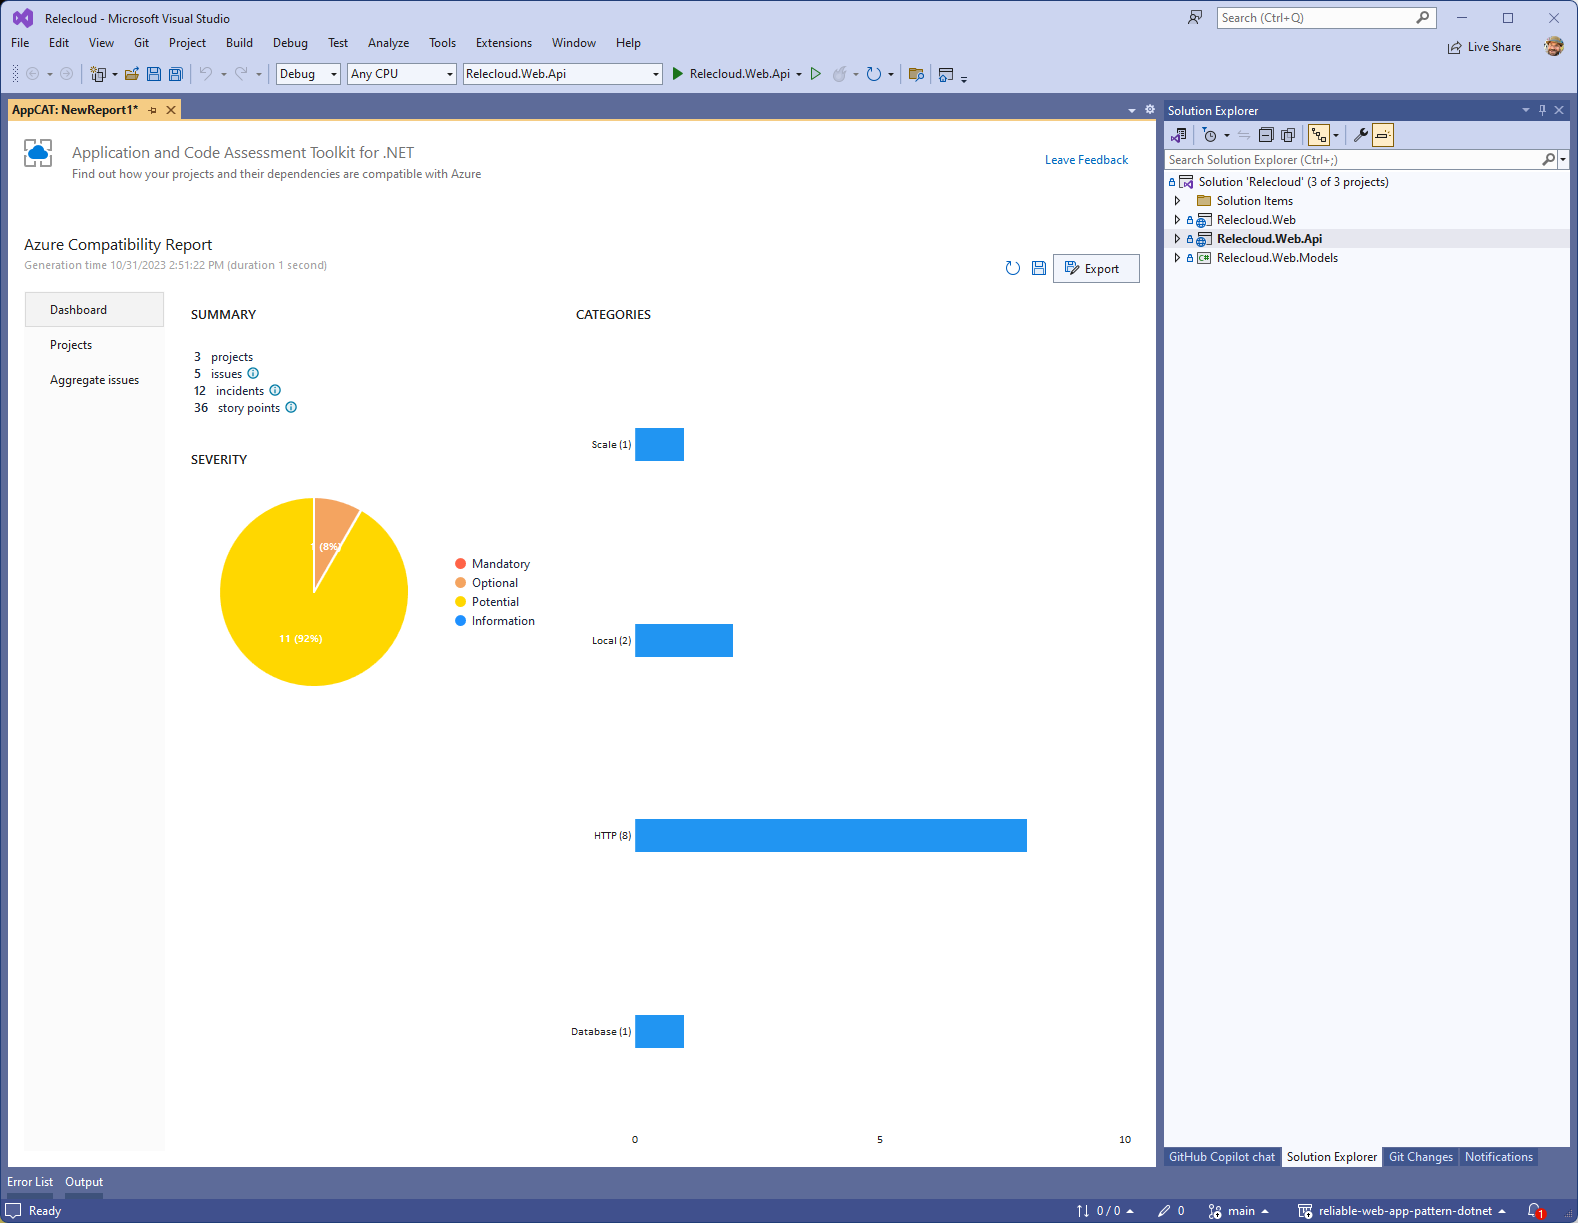 Relecloud - Microsoft Visual Studio
Search (Ctrl+Q)
File Edit View Git Project Build Debug Test Analyze Tools Extensions Window Help
Live Share
Debug Any CPU Relecloud.Web.Api Relecloud.Web.Api
AppCAT: NewReport1*
Application and Code Assessment Toolkit for .NET
Find out how your projects and their dependencies are compatible with Azure
Leave Feedback
Azure Compatibility Report
Generation time 10/31/2023 2:51:22 PM (duration 1 second)
Export
Dashboard
Projects
Aggregate issues
SUMMARY
3 projects
5 issues
12 incidents
36 story points
SEVERITY
1 (8%)
11 (92%)
Mandatory
Optional
Potential
Information
CATEGORIES
Scale (1)
Local (2)
HTTP (8)
Database (1)
0 5 10
Solution Explorer
Search Solution Explorer (Ctrl+;)
Solution 'Relecloud' (3 of 3 projects)
Solution Items
Relecloud.Web
Relecloud.Web.Api
C# Relecloud.Web.Models
GitHub Copilot chat Solution Explorer Git Changes Notifications
Error List Output
Ready
0 / 0 0 main reliable-web-app-pattern-dotnet 1